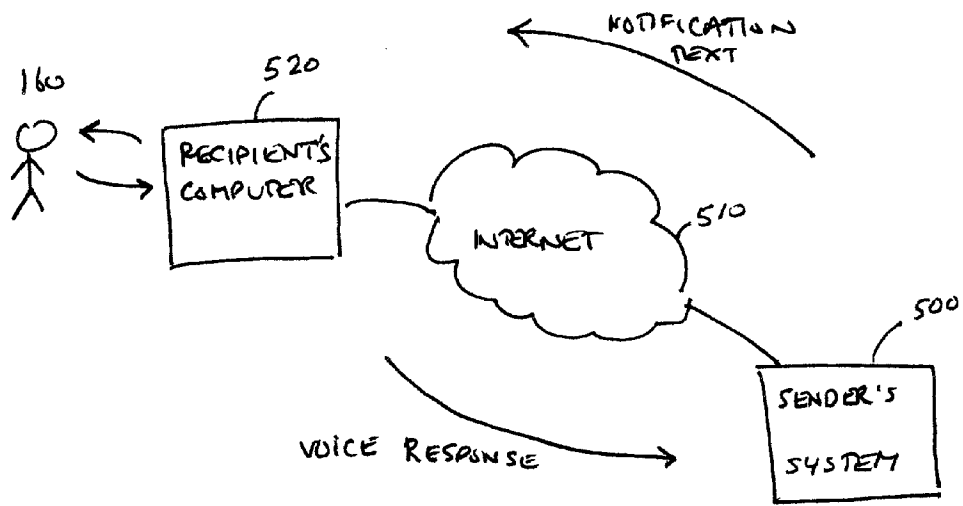 NOTIFICATION
TEXT
160
520
RECIPIENT'S
COMPUTER
INTERNET
510
500
SENDER'S
SYSTEM
VOICE RESPONSE